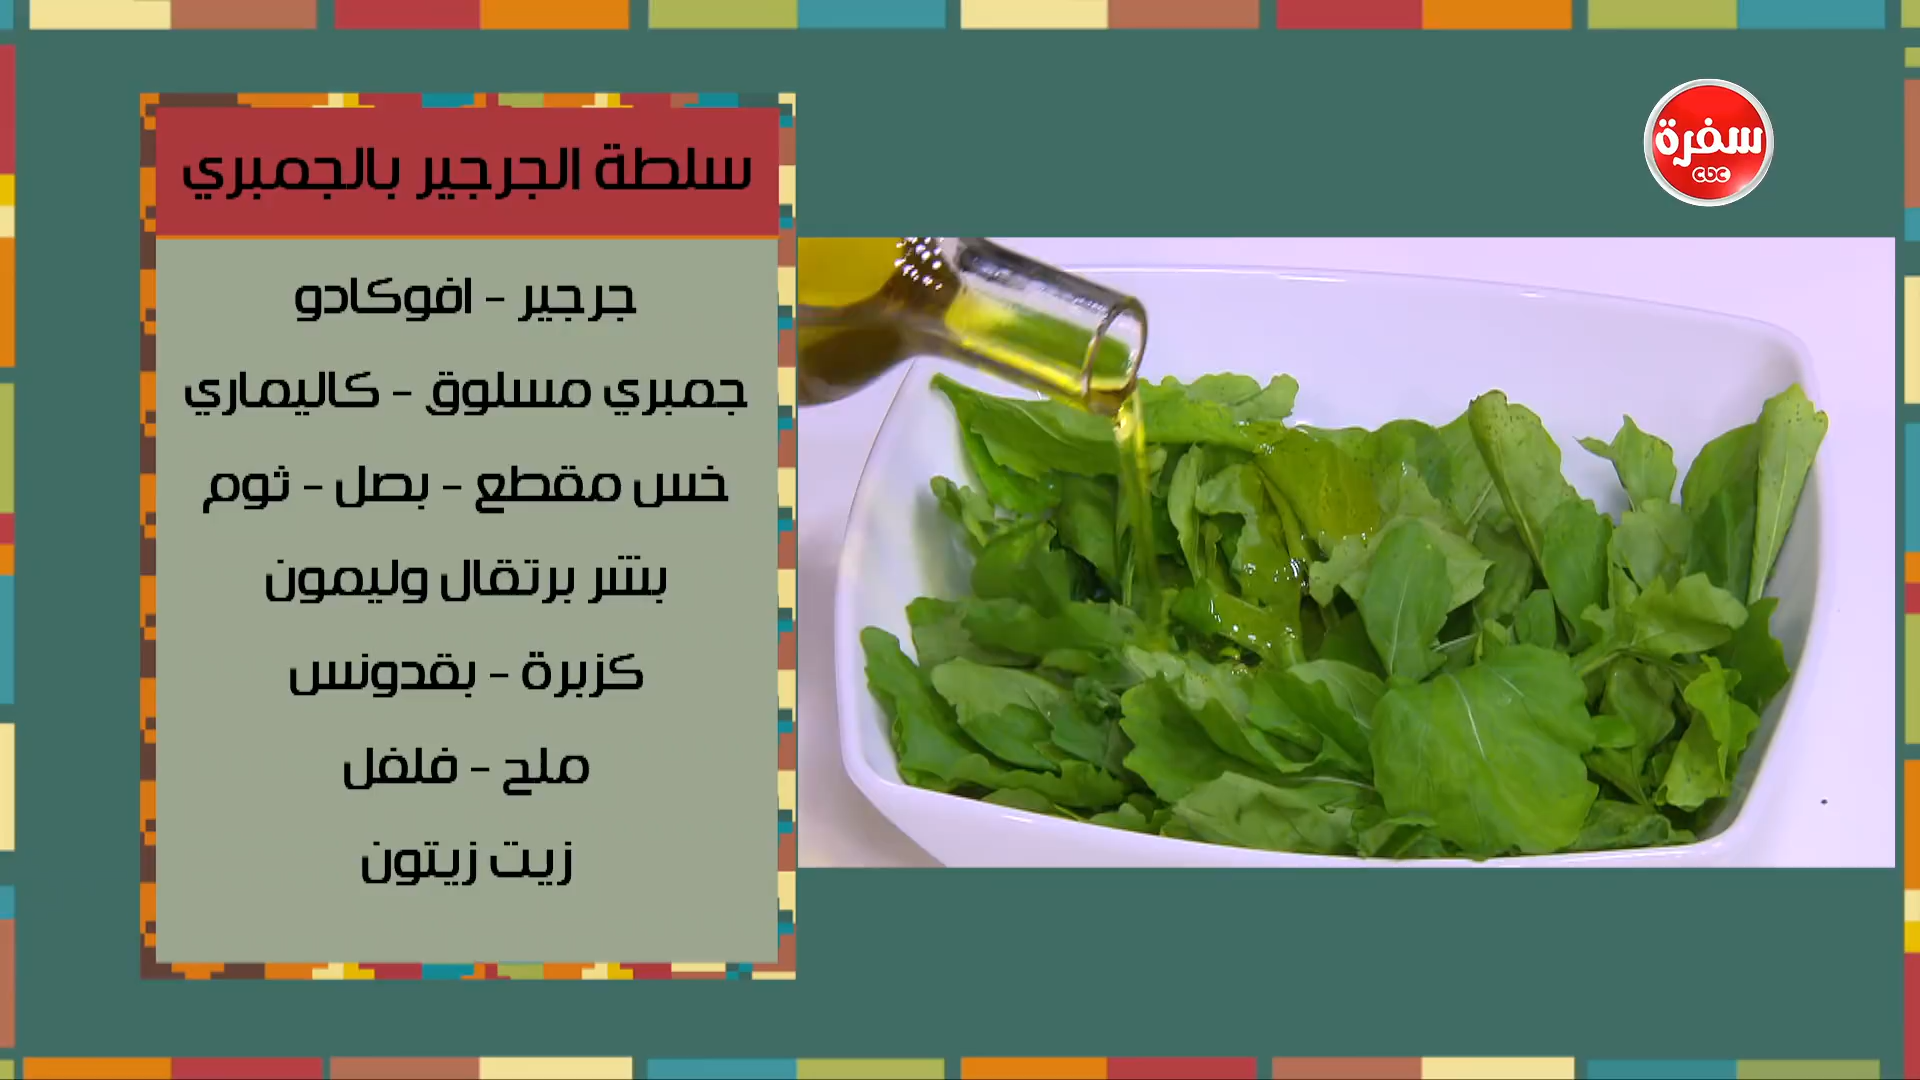 سلطة الجرجير بالجمبري
جرجير - افوكادو
جمبري مسلوق - كاليماري
خس مقطع - بصل - ثوم
بشر برتقال وليمون
كزبرة - بقدونس
ملح - فلفل
زيت زيتون
سفرة
cbc